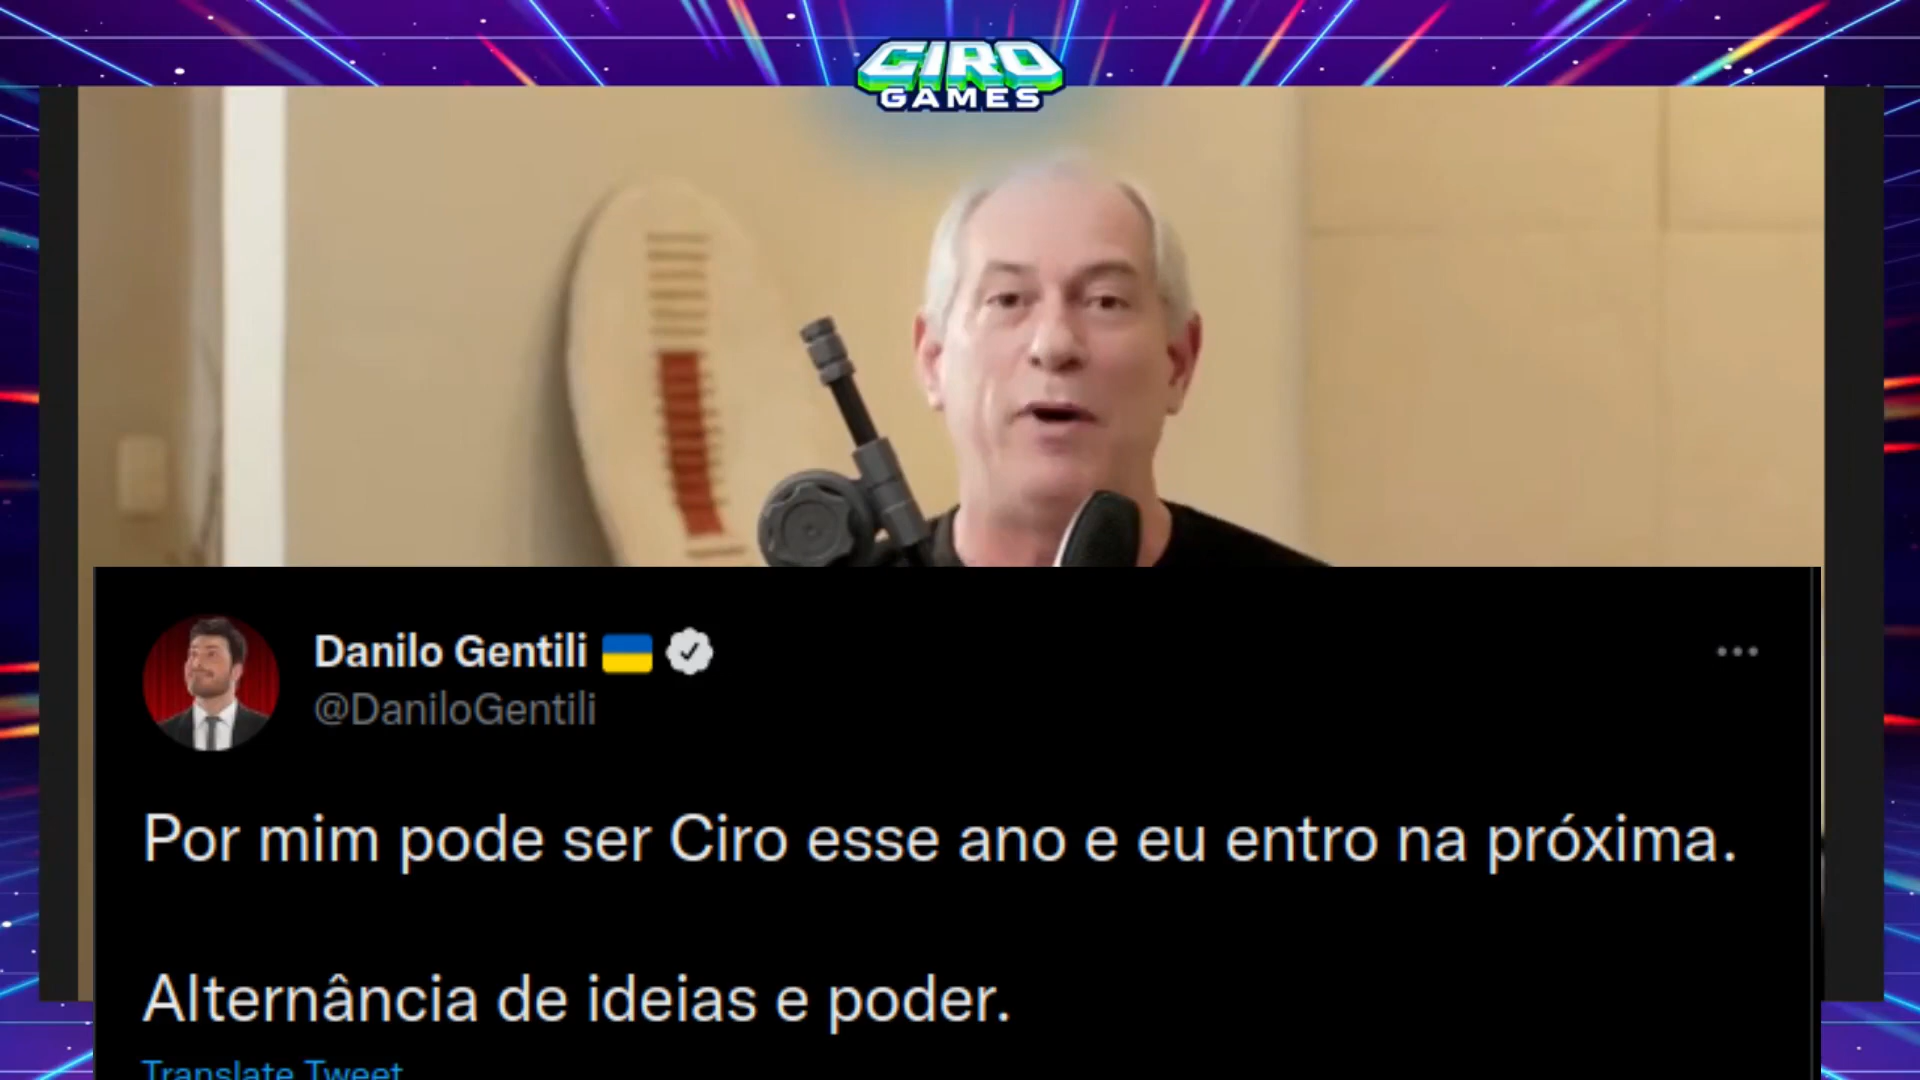 CIRO
GAMES
Danilo Gentili
@DaniloGentili
Por mim pode ser Ciro esse ano e eu entro na próxima.
Alternância de ideias e poder.
Translate Tweet